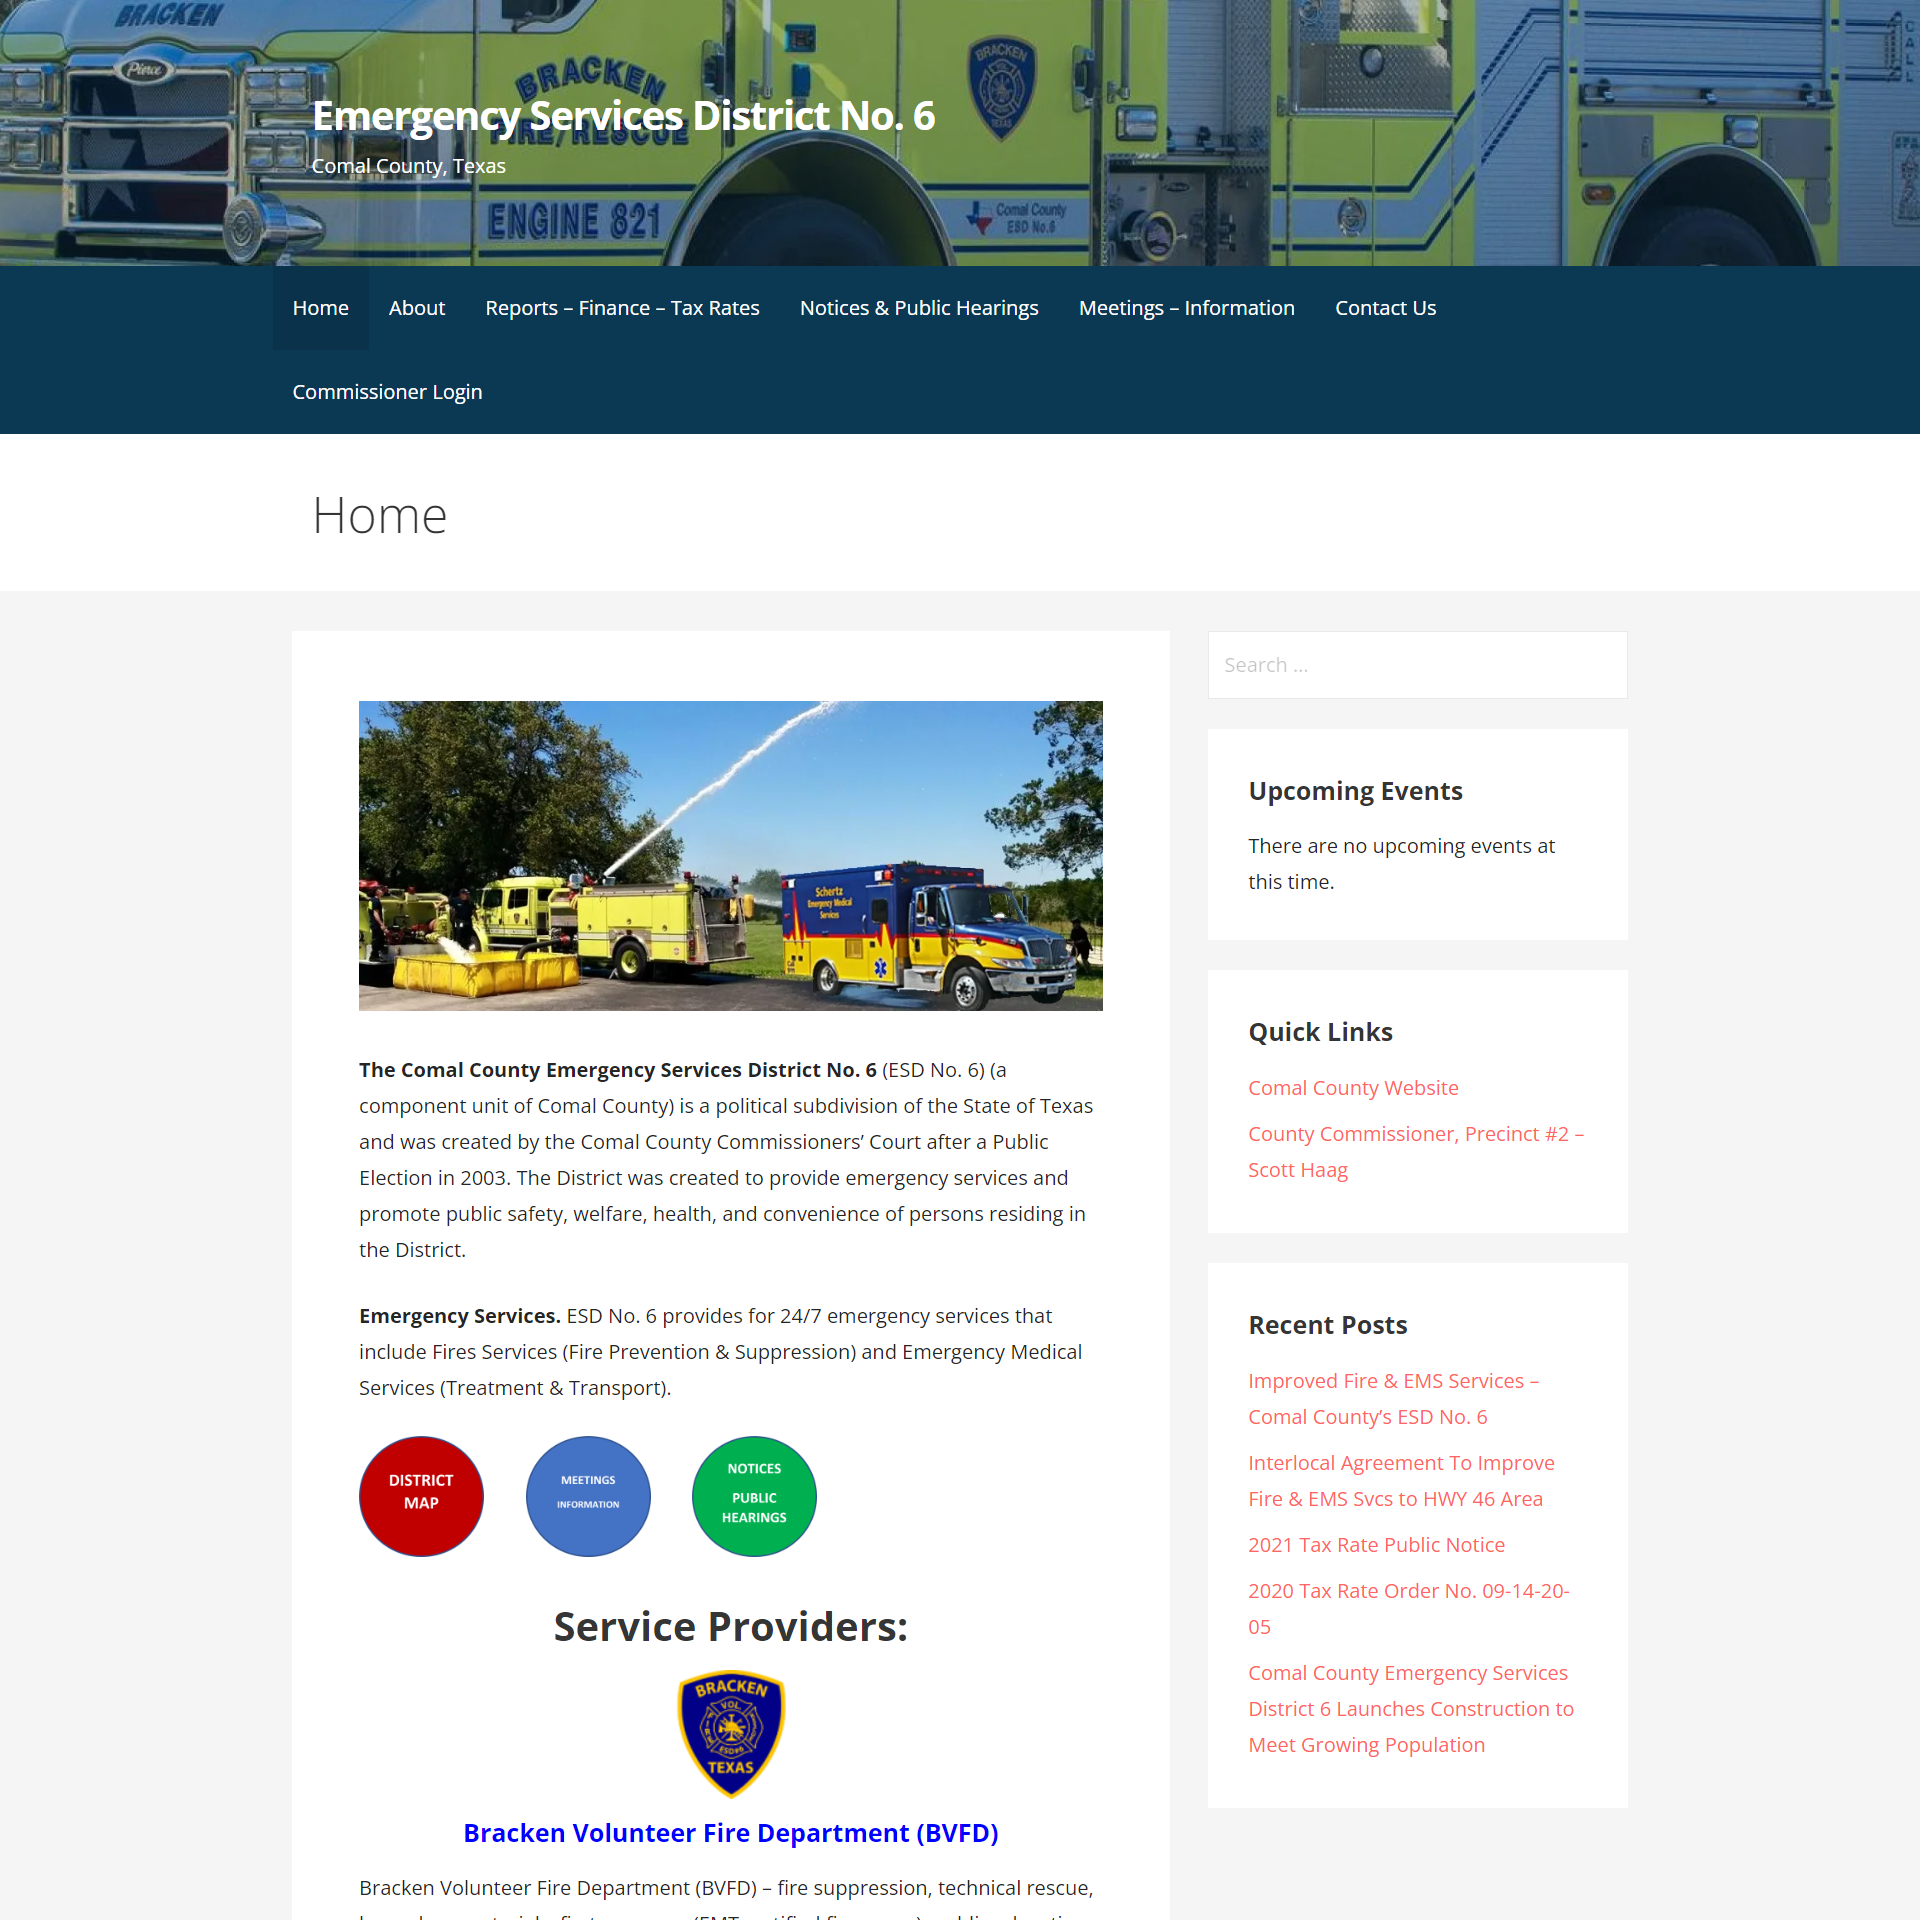 BRACKEN
Pierce
BRACKEN
FIRE/RESCUE
ENGINE 821
BRACKEN
TEXAS
Comal County
ESD No.6
Emergency Services District No. 6
Comal County, Texas
Home
About
Reports – Finance – Tax Rates
Notices & Public Hearings
Meetings – Information
Contact Us
Commissioner Login
Home
Search ...
Schertz
Emergency Medical
Services
The Comal County Emergency Services District No. 6 (ESD No. 6) (a
component unit of Comal County) is a political subdivision of the State of Texas
and was created by the Comal County Commissioners’ Court after a Public
Election in 2003. The District was created to provide emergency services and
promote public safety, welfare, health, and convenience of persons residing in
the District.
Emergency Services. ESD No. 6 provides for 24/7 emergency services that
include Fires Services (Fire Prevention & Suppression) and Emergency Medical
Services (Treatment & Transport).
DISTRICT
MAP
MEETINGS
INFORMATION
NOTICES
PUBLIC
HEARINGS
Service Providers:
BRACKEN
VOL.
FIRE
ESD#6
TEXAS
Bracken Volunteer Fire Department (BVFD)
Bracken Volunteer Fire Department (BVFD) – fire suppression, technical rescue,
Upcoming Events
There are no upcoming events at
this time.
Quick Links
Comal County Website
County Commissioner, Precinct #2 –
Scott Haag
Recent Posts
Improved Fire & EMS Services –
Comal County’s ESD No. 6
Interlocal Agreement To Improve
Fire & EMS Svcs to HWY 46 Area
2021 Tax Rate Public Notice
2020 Tax Rate Order No. 09-14-20-
05
Comal County Emergency Services
District 6 Launches Construction to
Meet Growing Population